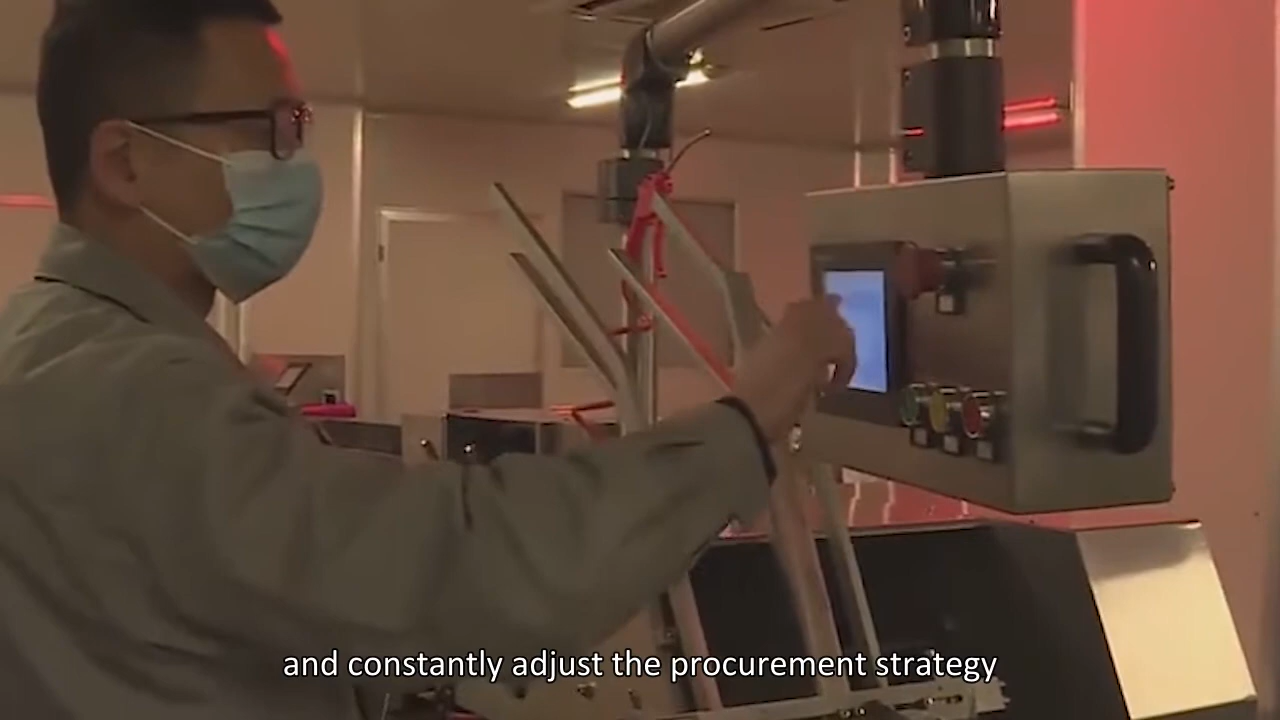 and constantly adjust the procurement strategy